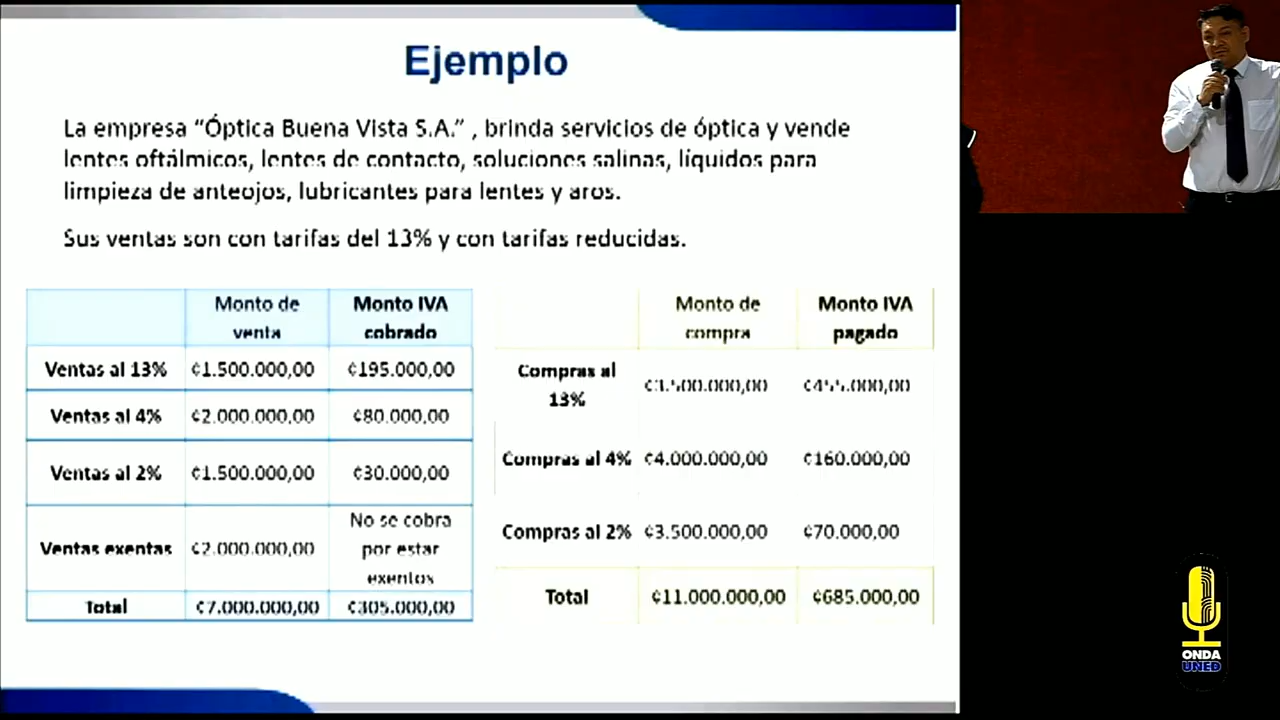 Ejemplo
La empresa “Óptica Buena Vista S.A.” , brinda servicios de óptica y vende
lentes oftálmicos, lentes de contacto, soluciones salinas, líquidos para
limpieza de anteojos, lubricantes para lentes y aros.
Sus ventas son con tarifas del 13% y con tarifas reducidas.
Monto de venta
Monto IVA cobrado
Ventas al 13% ¢1.500.000,00 ¢195.000,00
Ventas al 4% ¢2.000.000,00 ¢80.000,00
Ventas al 2% ¢1.500.000,00 ¢30.000,00
Ventas exentas ¢2.000.000,00 No se cobra por estar exentos
Total ¢7.000.000,00 ¢305.000,00
Monto de compra
Monto IVA pagado
Compras al 13%
Compras al 4% ¢4.000.000,00 ¢160.000,00
Compras al 2% ¢3.500.000,00 ¢70.000,00
Total ¢11.000.000,00 ¢685.000,00
ONDA
UNED